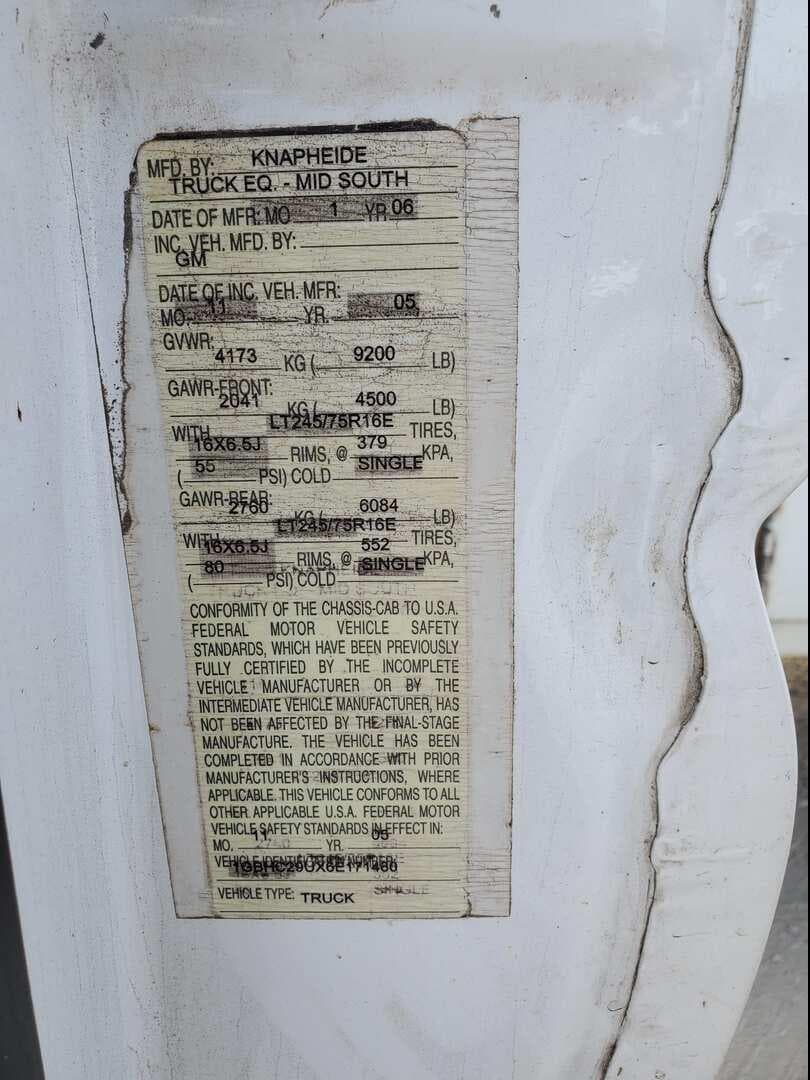 MFD. BY: KNAPHEIDE
TRUCK EQ. - MID SOUTH
DATE OF MFR: MO 1 YR 06
INC. VEH. MFD. BY:
GM
DATE OF INC. VEH. MFR:
MO. 11 YR. 05
GVWR:
4173 KG ( 9200 LB)
GAWR-FRONT:
2041 KG ( 4500 LB)
WITH LT245/75R16E TIRES,
16X6.5J RIMS, @ 379 KPA,
( 55 PSI) COLD SINGLE
GAWR-REAR:
2760 KG ( 6084 LB)
WITH LT245/75R16E TIRES,
16X6.5J RIMS, @ 552 KPA,
( 80 PSI) COLD SINGLE
CONFORMITY OF THE CHASSIS-CAB TO U.S.A.
FEDERAL MOTOR VEHICLE SAFETY
STANDARDS, WHICH HAVE BEEN PREVIOUSLY
FULLY CERTIFIED BY THE INCOMPLETE
VEHICLE MANUFACTURER OR BY THE
INTERMEDIATE VEHICLE MANUFACTURER, HAS
NOT BEEN AFFECTED BY THE FINAL-STAGE
MANUFACTURE. THE VEHICLE HAS BEEN
COMPLETED IN ACCORDANCE WITH PRIOR
MANUFACTURER'S INSTRUCTIONS, WHERE
APPLICABLE. THIS VEHICLE CONFORMS TO ALL
OTHER APPLICABLE U.S.A. FEDERAL MOTOR
VEHICLE SAFETY STANDARDS IN EFFECT IN:
MO. 11 YR. 05
VEHICLE IDENTIFICATION NUMBER:
1GBHC29UX6E171460
VEHICLE TYPE: TRUCK